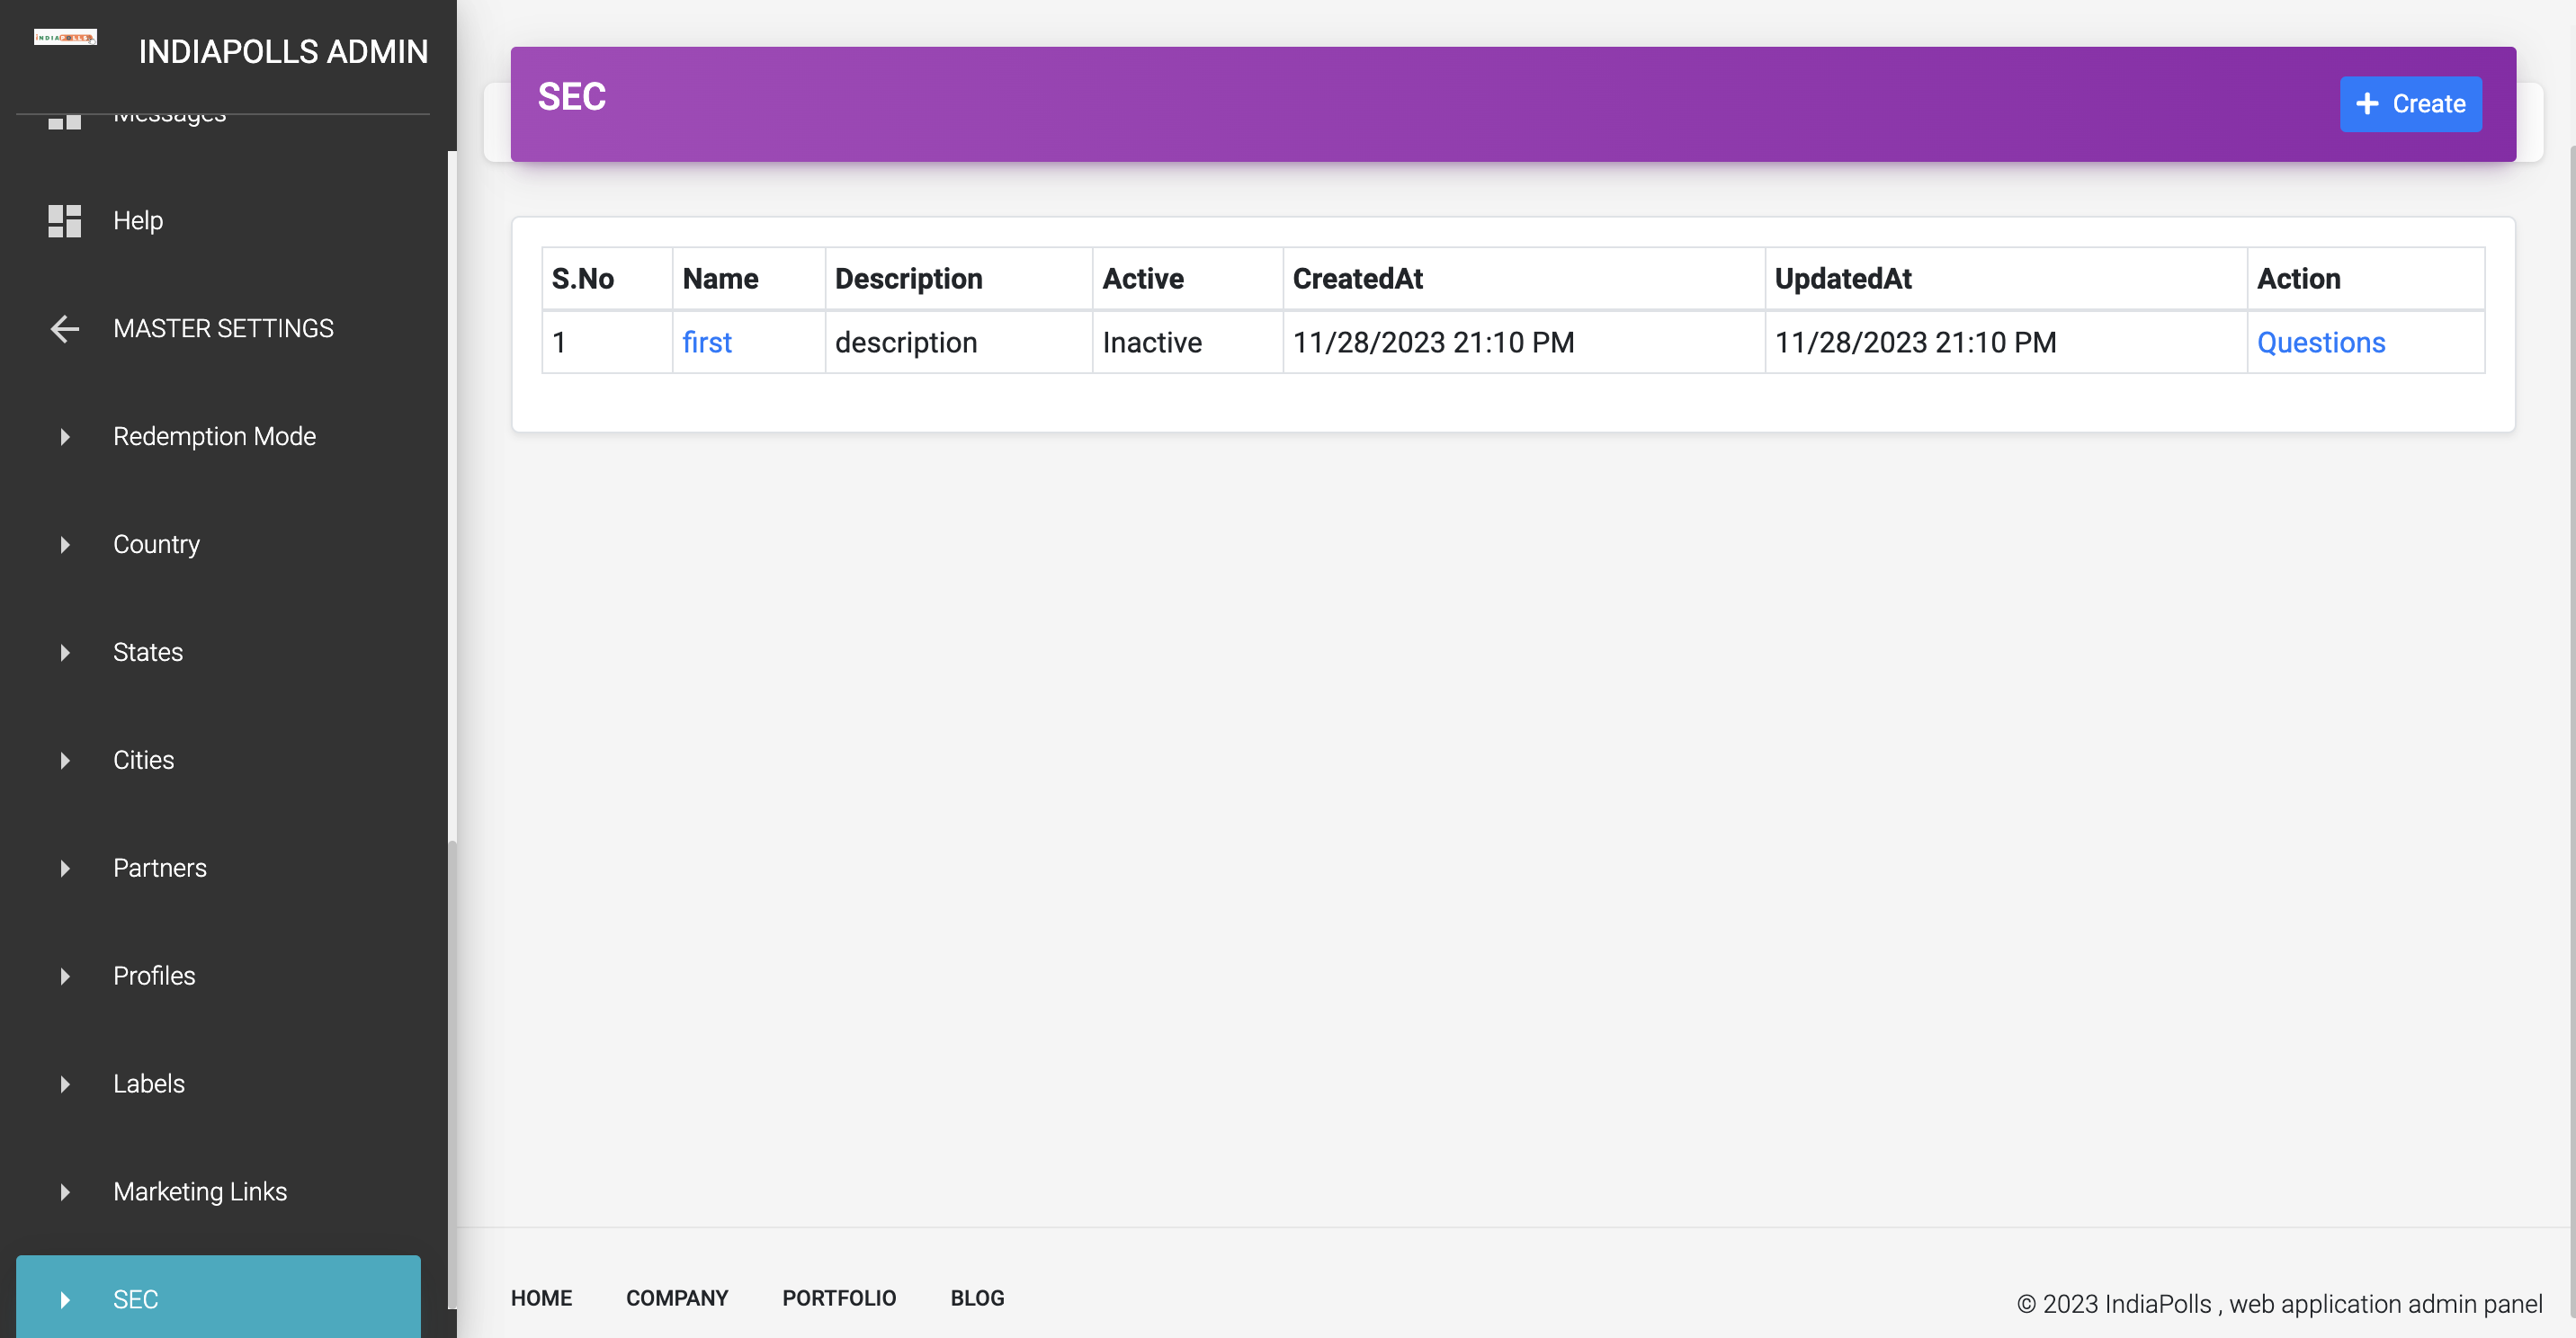 INDIAPOLLS
INDIAPOLLS ADMIN
Messages
Help
MASTER SETTINGS
Redemption Mode
Country
States
Cities
Partners
Profiles
Labels
Marketing Links
SEC
SEC
Create
S.No Name Description Active CreatedAt UpdatedAt Action
1 first description Inactive 11/28/2023 21:10 PM 11/28/2023 21:10 PM Questions
HOME COMPANY PORTFOLIO BLOG
© 2023 IndiaPolls , web application admin panel